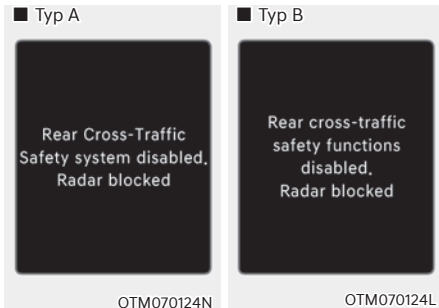 ■ Typ A
Rear Cross-Traffic
Safety system disabled.
Radar blocked
OTM070124N
■ Typ B
Rear cross-traffic
safety functions
disabled.
Radar blocked
OTM070124L